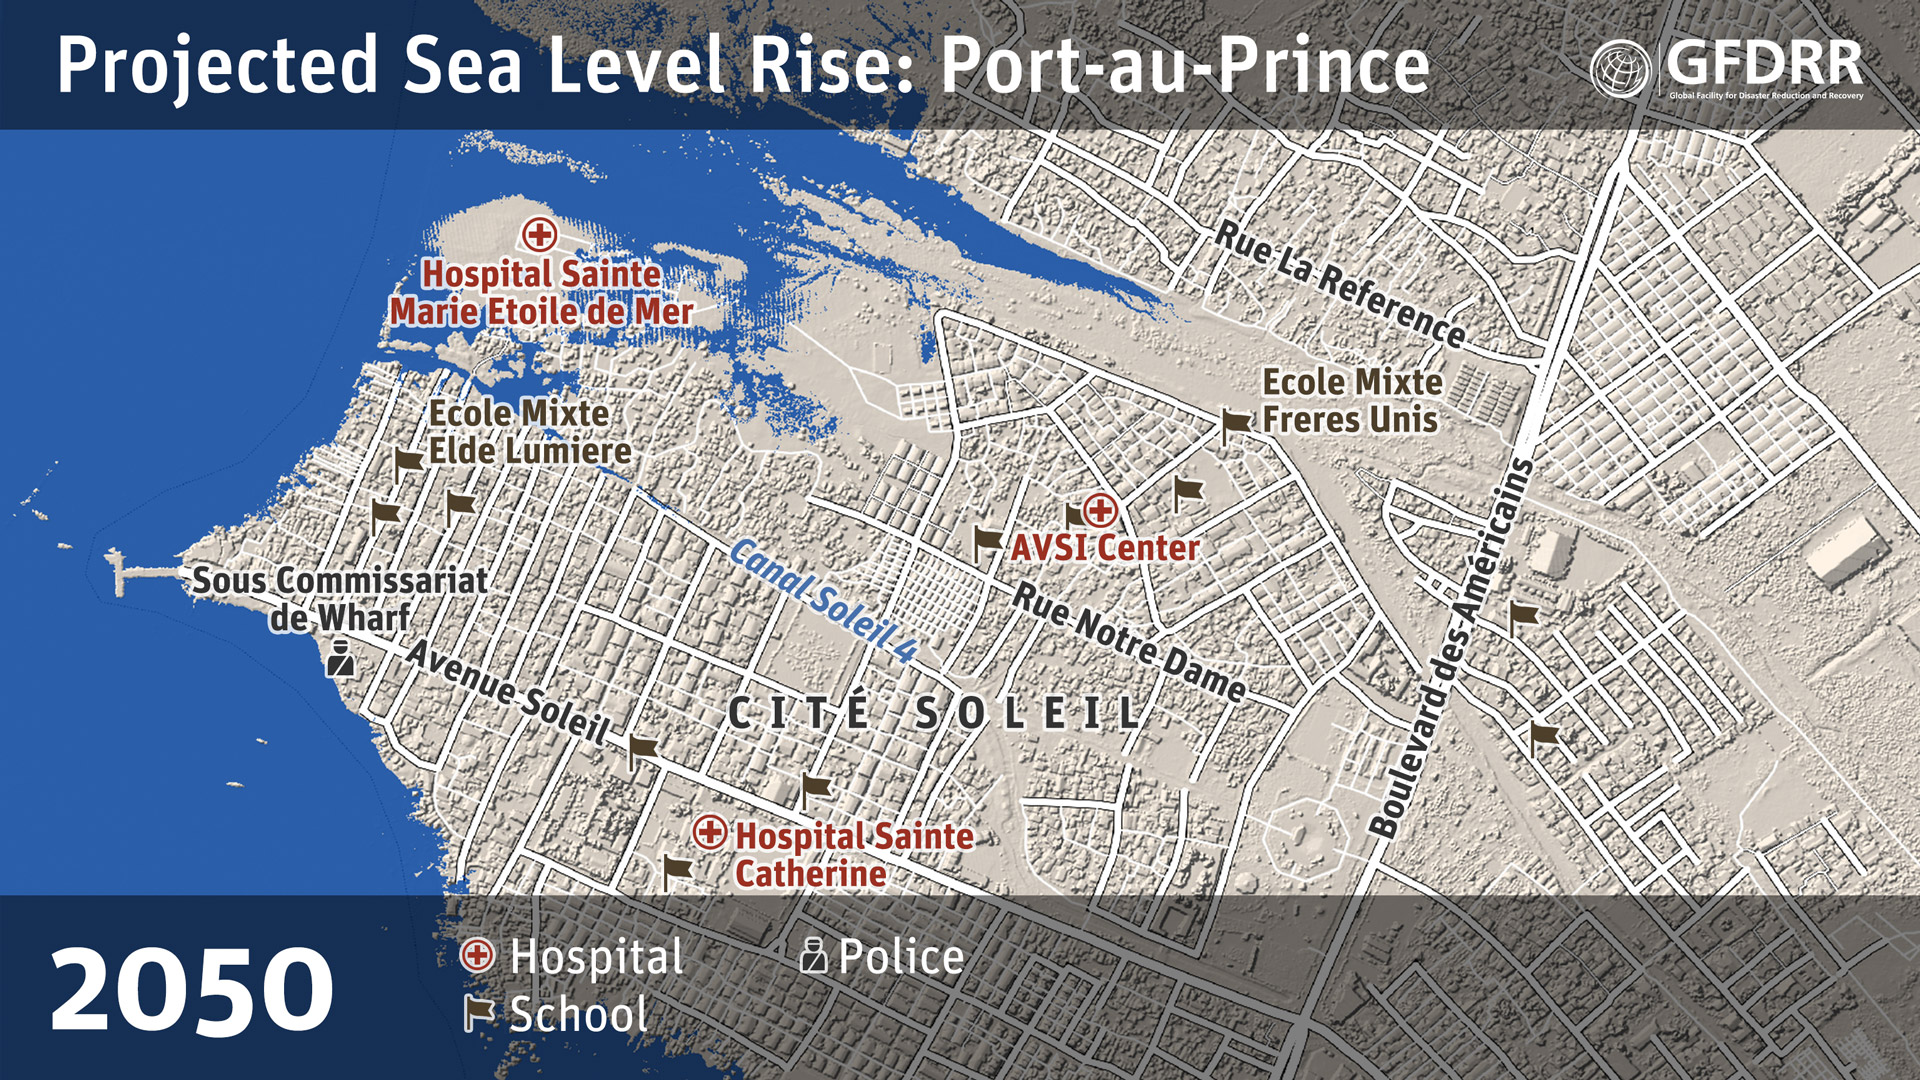 Projected Sea Level Rise: Port-au-Prince
GFDRR
Global Facility for Disaster Reduction and Recovery
Rue La Reference
Hospital Sainte
Marie Etoile de Mer
Ecole Mixte
Freres Unis
Ecole Mixte
Elde Lumiere
AVSI Center
Canal Soleil 4
Boulevard des Américains
Sous Commissariat
de Wharf
Rue Notre Dame
Avenue Soleil
CITÉ SOLEIL
Hospital Sainte
Catherine
2050
Hospital
Police
School